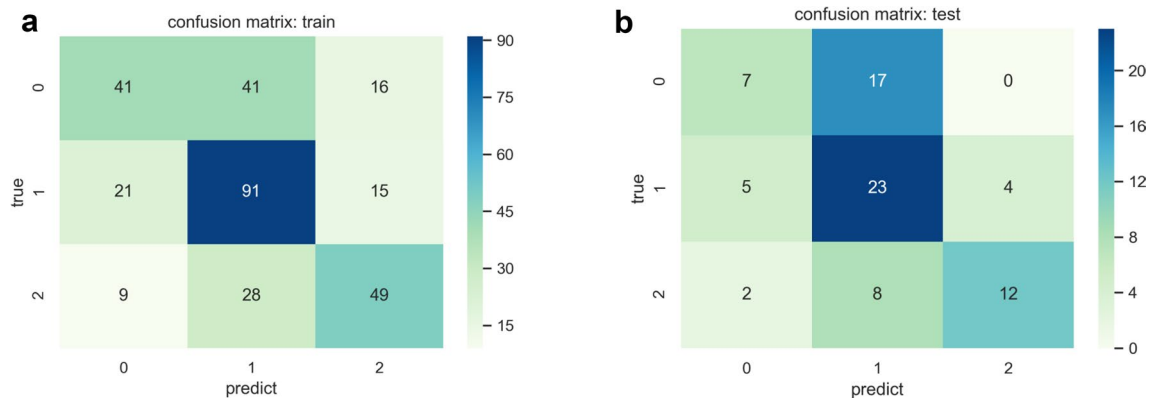 a
confusion matrix: train
true
0
41 41 16
1
21 91 15
2
9 28 49
0 1 2
predict
90
75
60
45
30
15
b
confusion matrix: test
true
0
7 17 0
1
5 23 4
2
2 8 12
0 1 2
predict
20
16
12
8
4
0